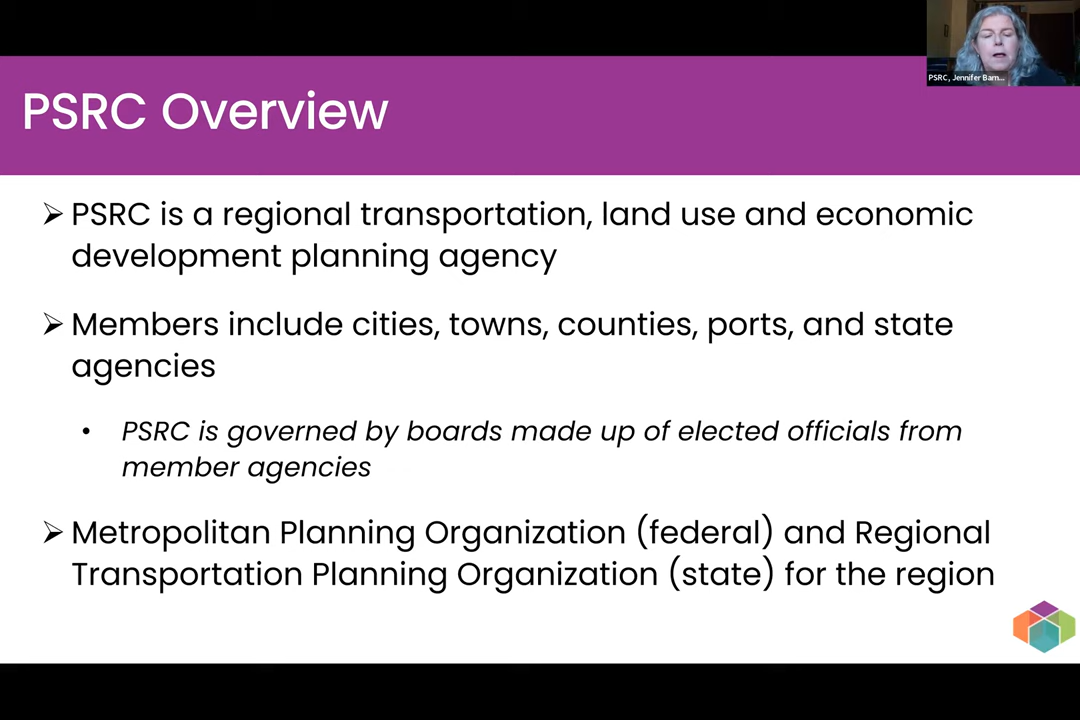 PSRC, Jennifer Barn...
PSRC Overview
➢ PSRC is a regional transportation, land use and economic
development planning agency
➢ Members include cities, towns, counties, ports, and state
agencies
• PSRC is governed by boards made up of elected officials from
member agencies
➢ Metropolitan Planning Organization (federal) and Regional
Transportation Planning Organization (state) for the region